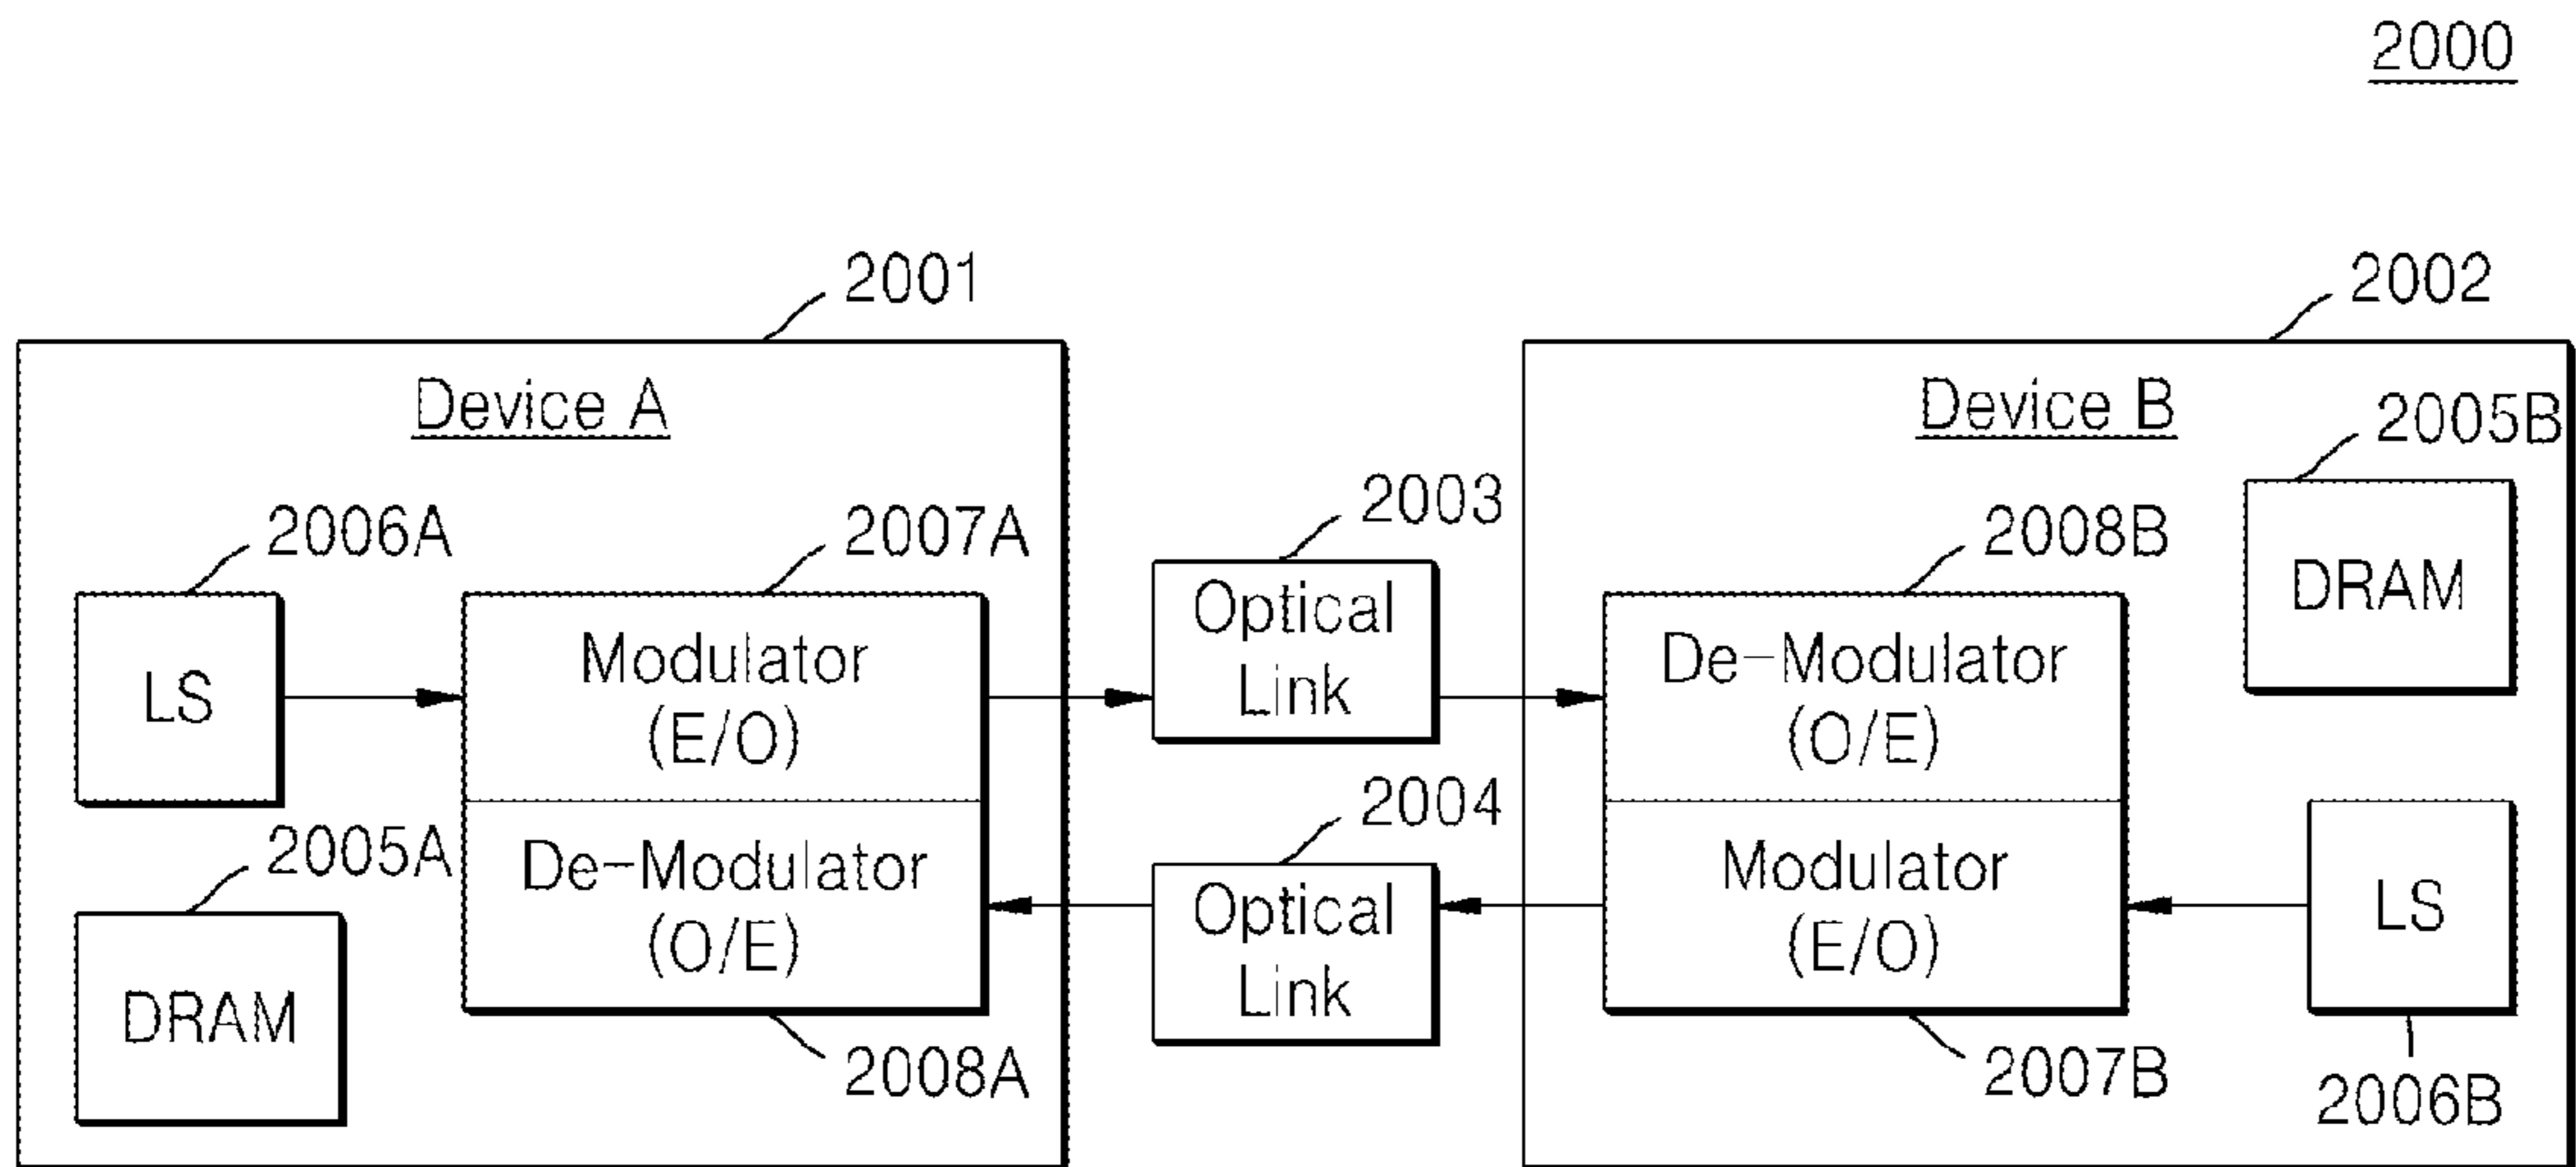 2000
2001
2002
Device A
Device B
2005B
2003
2006A
2007A
2008B
Optical
Link
DRAM
LS
Modulator
(E/O)
De-Modulator
(O/E)
2004
2005A
De-Modulator
(O/E)
Optical
Link
Modulator
(E/O)
LS
DRAM
2008A
2007B
2006B